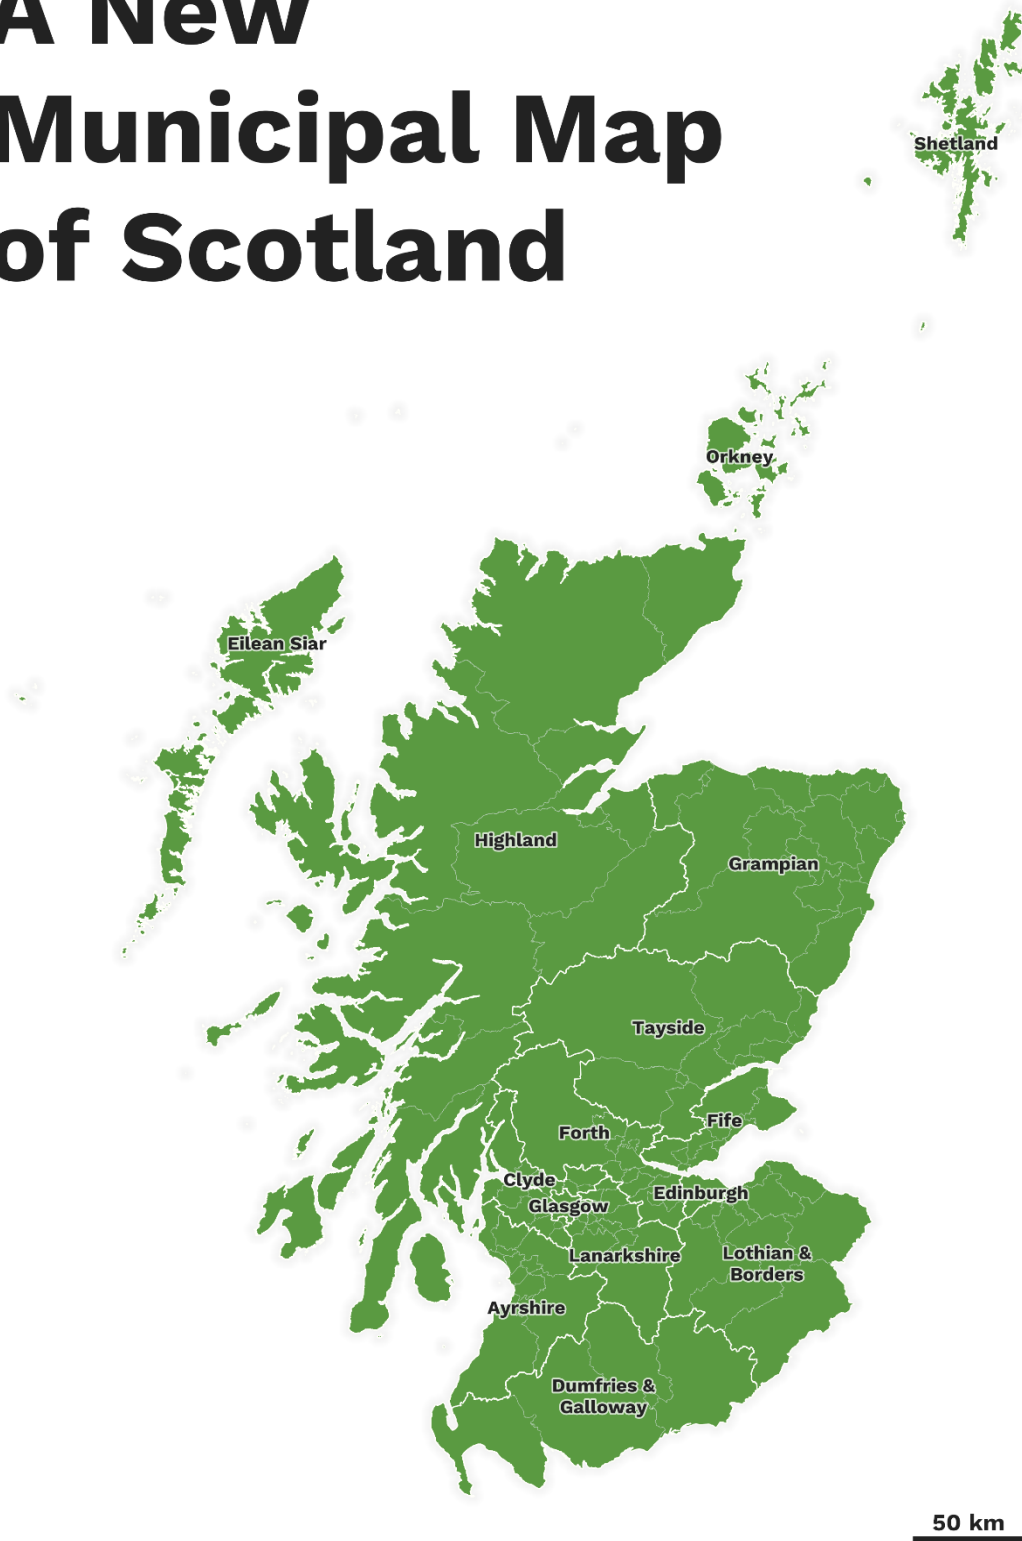 A New
Municipal Map
of Scotland
Shetland
Orkney
Eilean Siar
Highland
Grampian
Tayside
Fife
Forth
Clyde
Edinburgh
Glasgow
Lanarkshire
Lothian &
Borders
Ayrshire
Dumfries &
Galloway
50 km